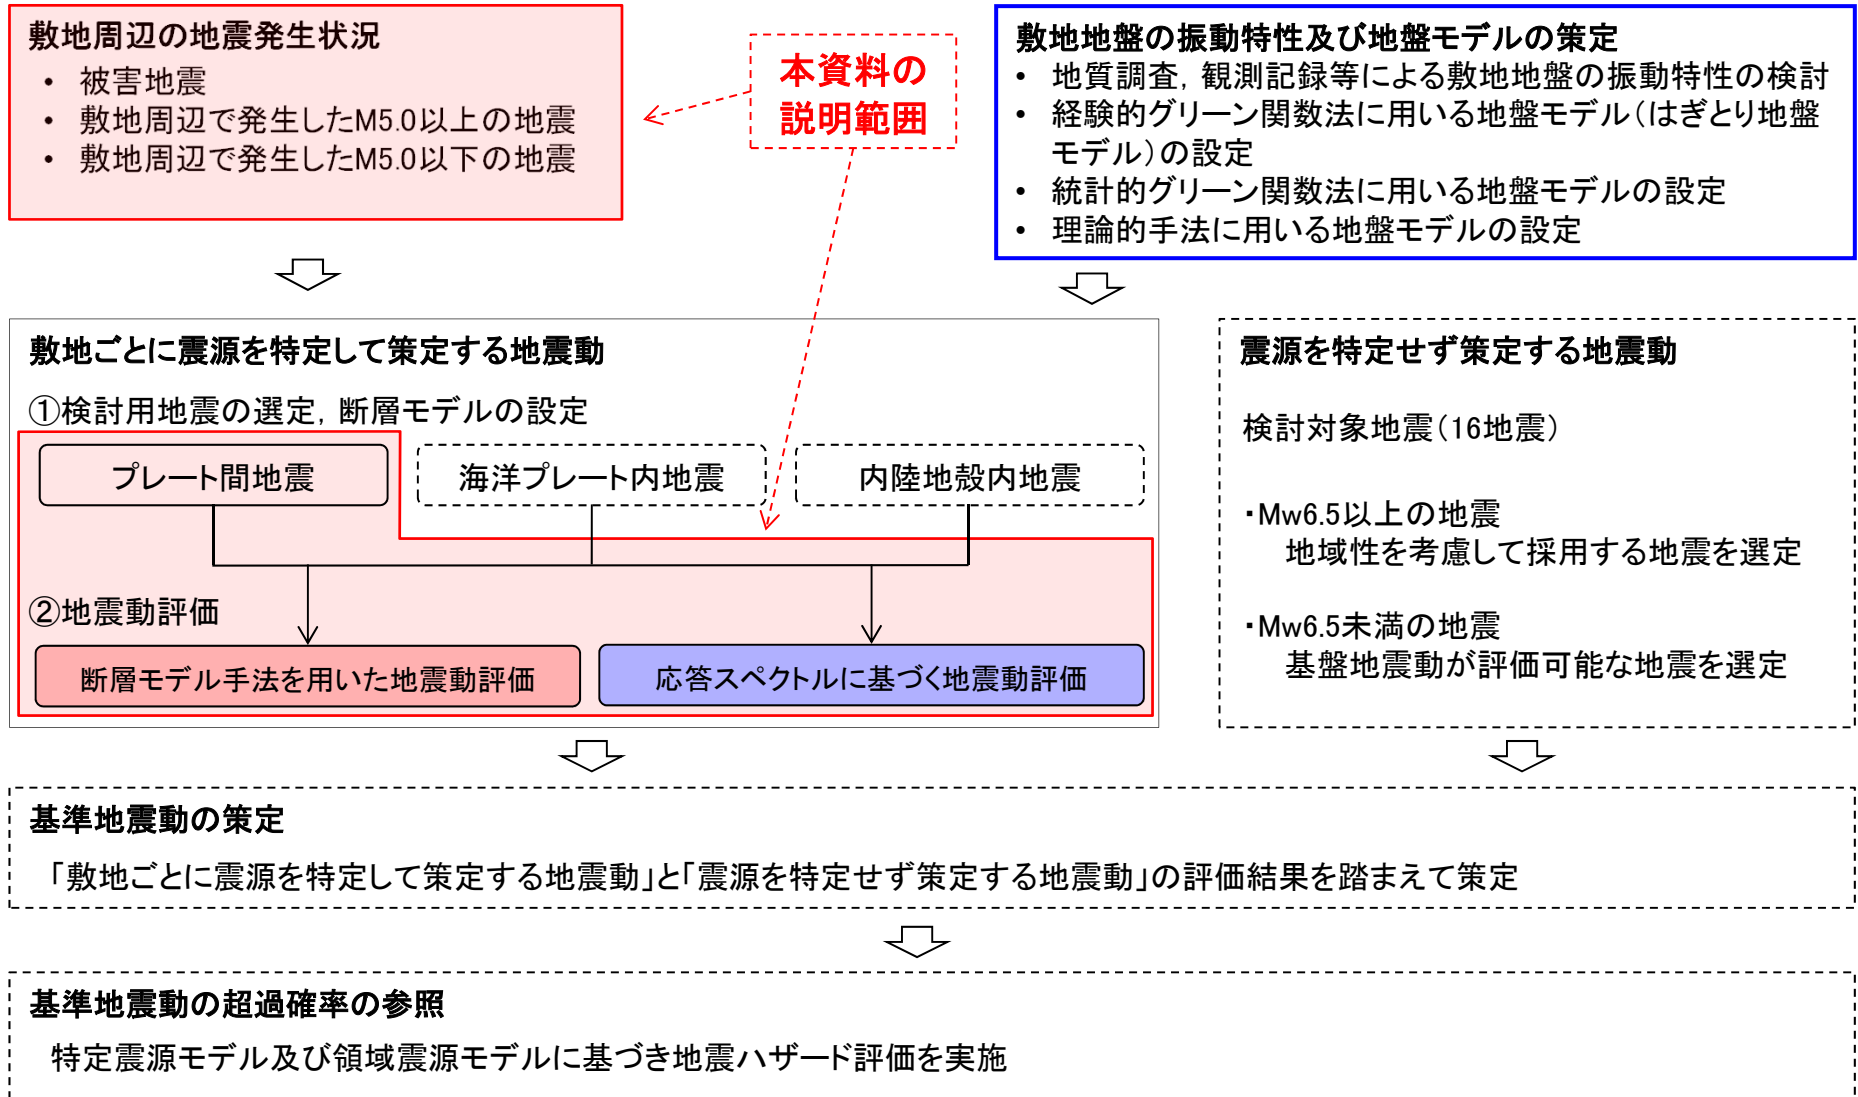 敷地周辺の地震発生状況
• 被害地震
• 敷地周辺で発生したM5.0以上の地震
• 敷地周辺で発生したM5.0以下の地震
本資料の
説明範囲
敷地地盤の振動特性及び地盤モデルの策定
• 地質調査，観測記録等による敷地地盤の振動特性の検討
• 経験的グリーン関数法に用いる地盤モデル（はぎとり地盤
モデル）の設定
• 統計的グリーン関数法に用いる地盤モデルの設定
• 理論的手法に用いる地盤モデルの設定
敷地ごとに震源を特定して策定する地震動
①検討用地震の選定，断層モデルの設定
プレート間地震
海洋プレート内地震
内陸地殻内地震
②地震動評価
断層モデル手法を用いた地震動評価
応答スペクトルに基づく地震動評価
震源を特定せず策定する地震動
検討対象地震（16地震）
・Mw6.5以上の地震
地域性を考慮して採用する地震を選定
・Mw6.5未満の地震
基盤地震動が評価可能な地震を選定
基準地震動の策定
「敷地ごとに震源を特定して策定する地震動」と「震源を特定せず策定する地震動」の評価結果を踏まえて策定
基準地震動の超過確率の参照
特定震源モデル及び領域震源モデルに基づき地震ハザード評価を実施